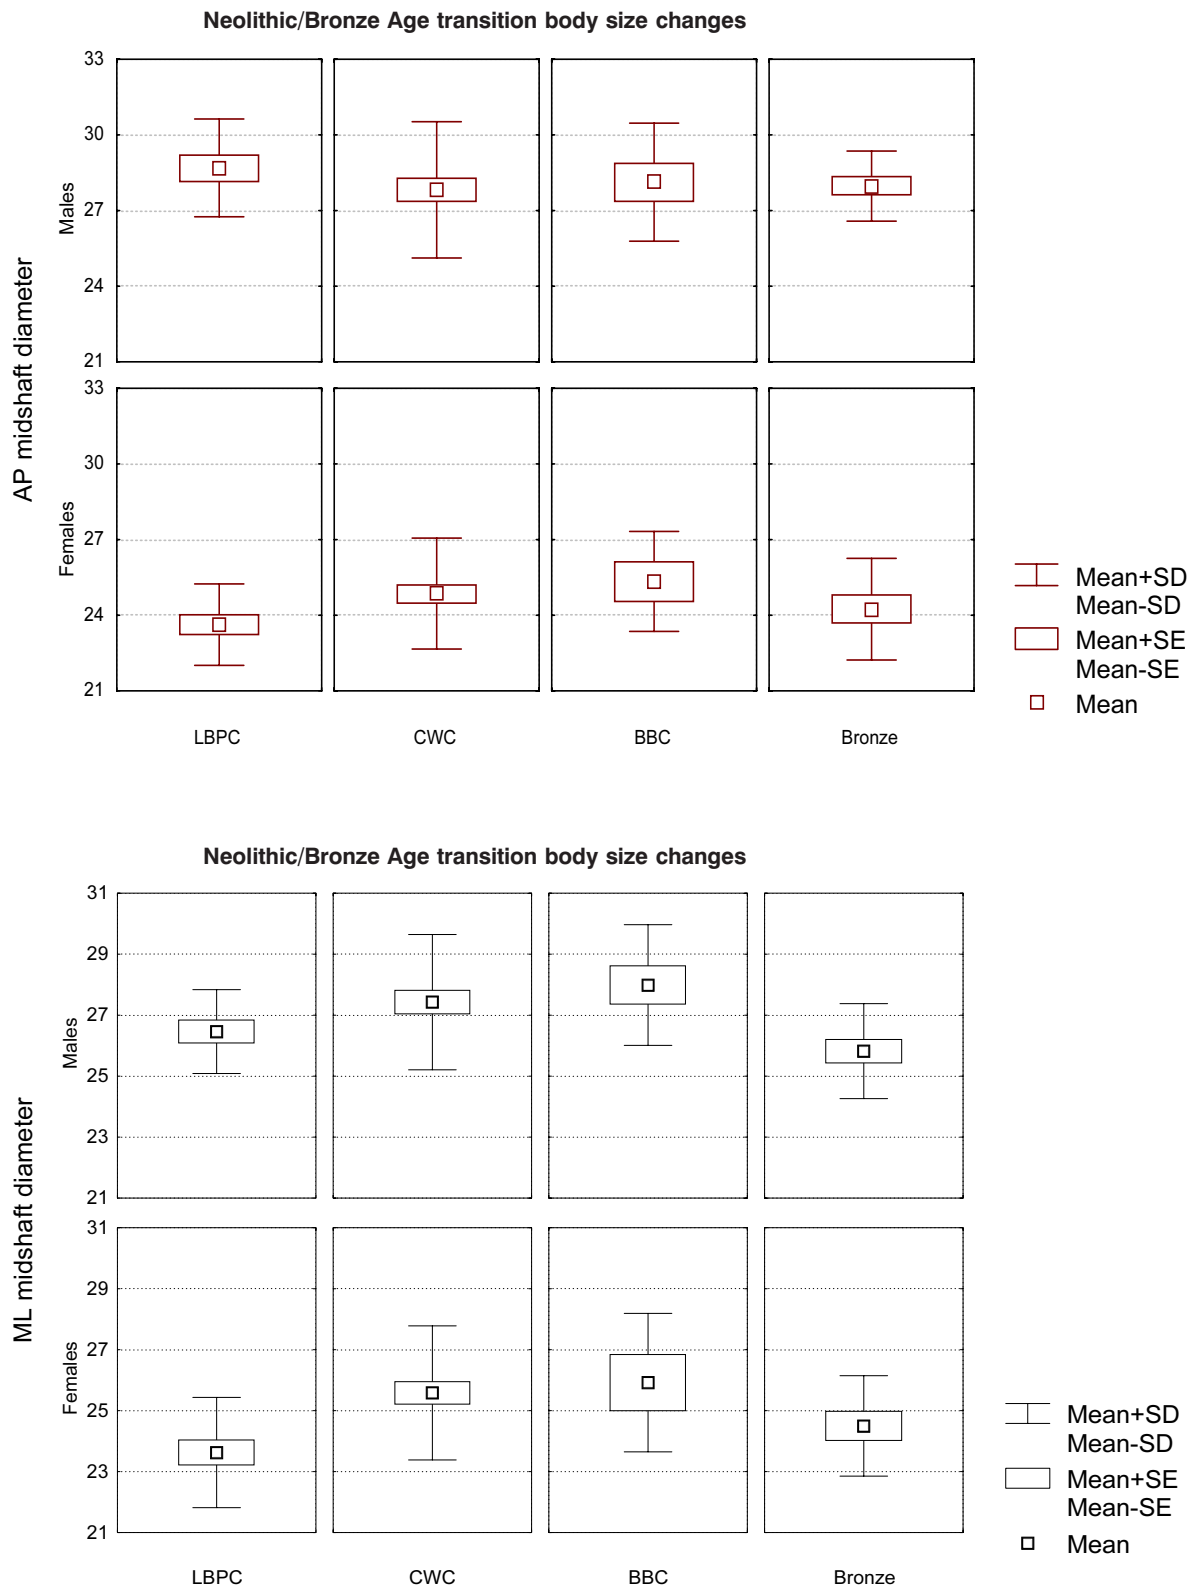 Neolithic/Bronze Age transition body size changes
AP midshaft diameter
Males
33
30
27
24
21
Females
33
30
27
24
21
LBPC CWC BBC Bronze
Mean+SD
Mean-SD
Mean+SE
Mean-SE
Mean
Neolithic/Bronze Age transition body size changes
ML midshaft diameter
Males
31
29
27
25
23
21
Females
31
29
27
25
23
21
LBPC CWC BBC Bronze
Mean+SD
Mean-SD
Mean+SE
Mean-SE
Mean